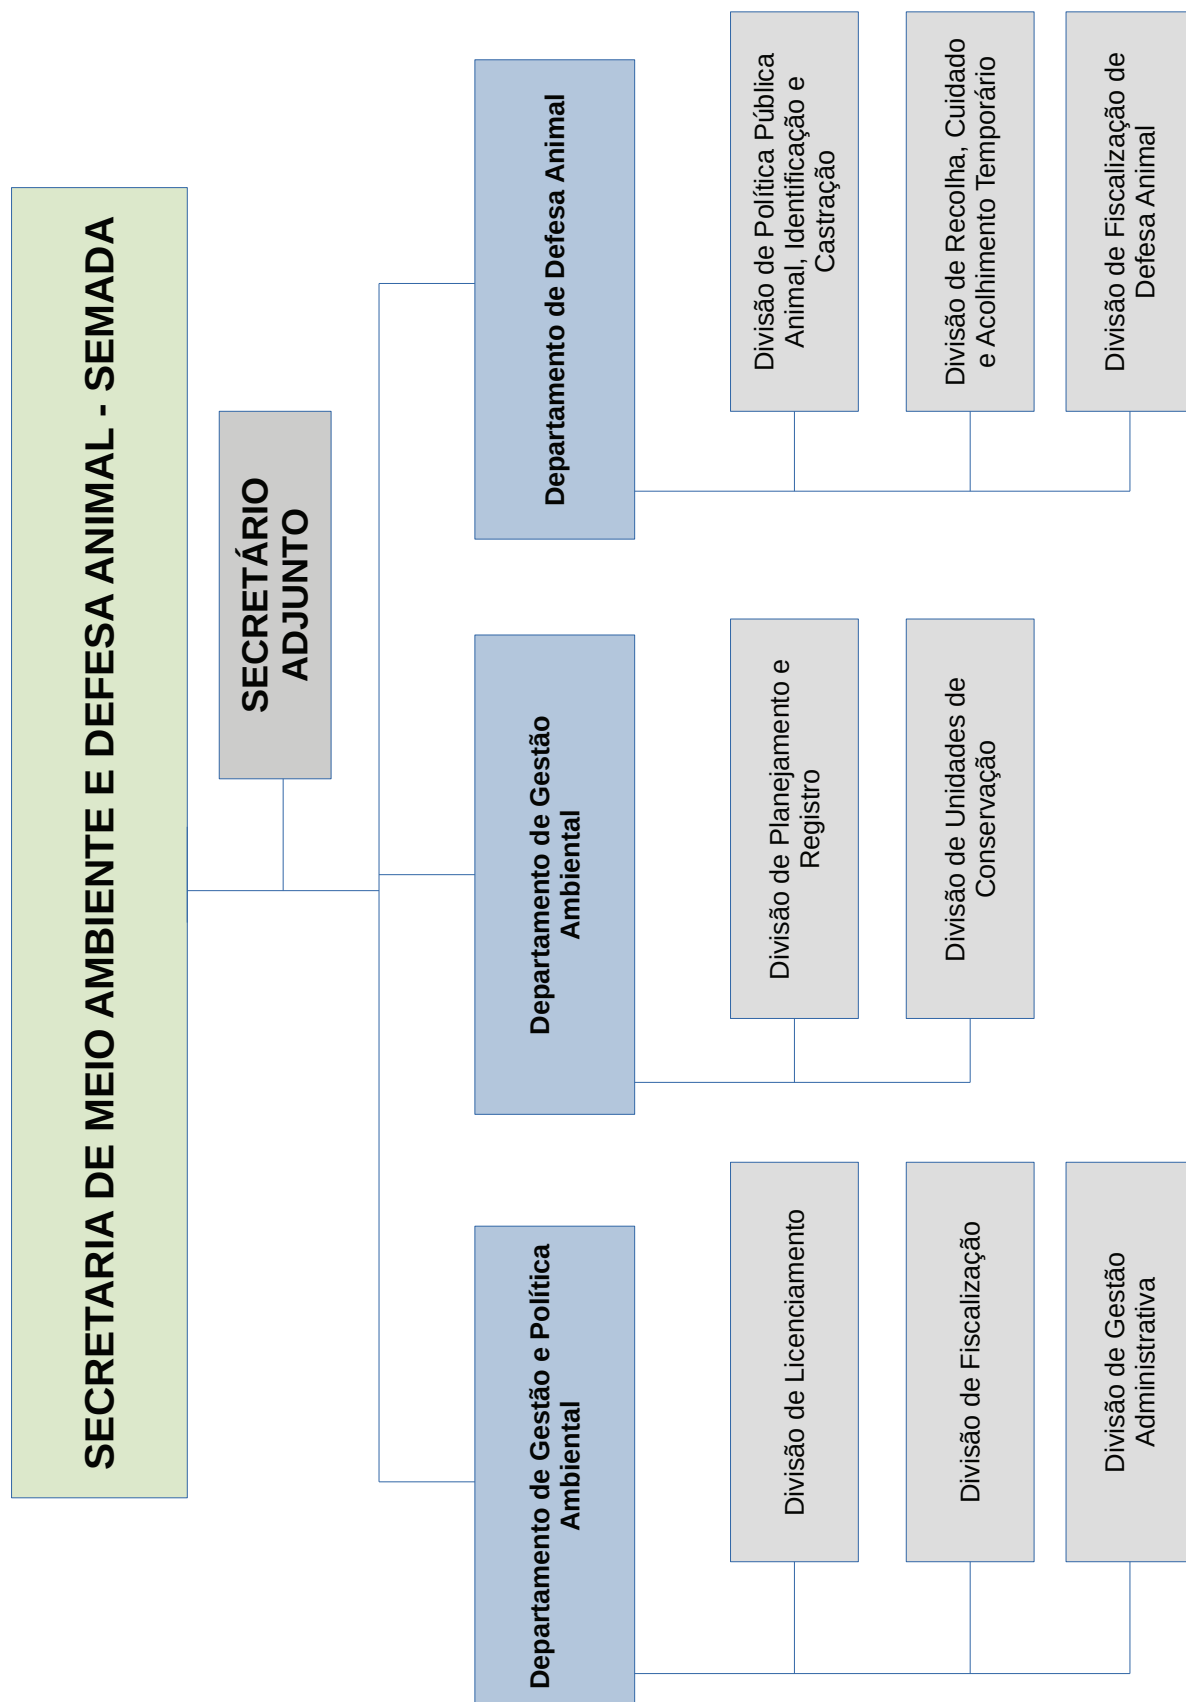 SECRETARIA DE MEIO AMBIENTE E DEFESA ANIMAL - SEMADA
SECRETÁRIO
ADJUNTO
Departamento de Gestão e Política
Ambiental
Divisão de Licenciamento
Divisão de Fiscalização
Divisão de Gestão
Administrativa
Departamento de Gestão
Ambiental
Divisão de Planejamento e
Registro
Divisão de Unidades de
Conservação
Departamento de Defesa Animal
Divisão de Política Pública
Animal, Identificação e
Castração
Divisão de Recolha, Cuidado
e Acolhimento Temporário
Divisão de Fiscalização de
Defesa Animal